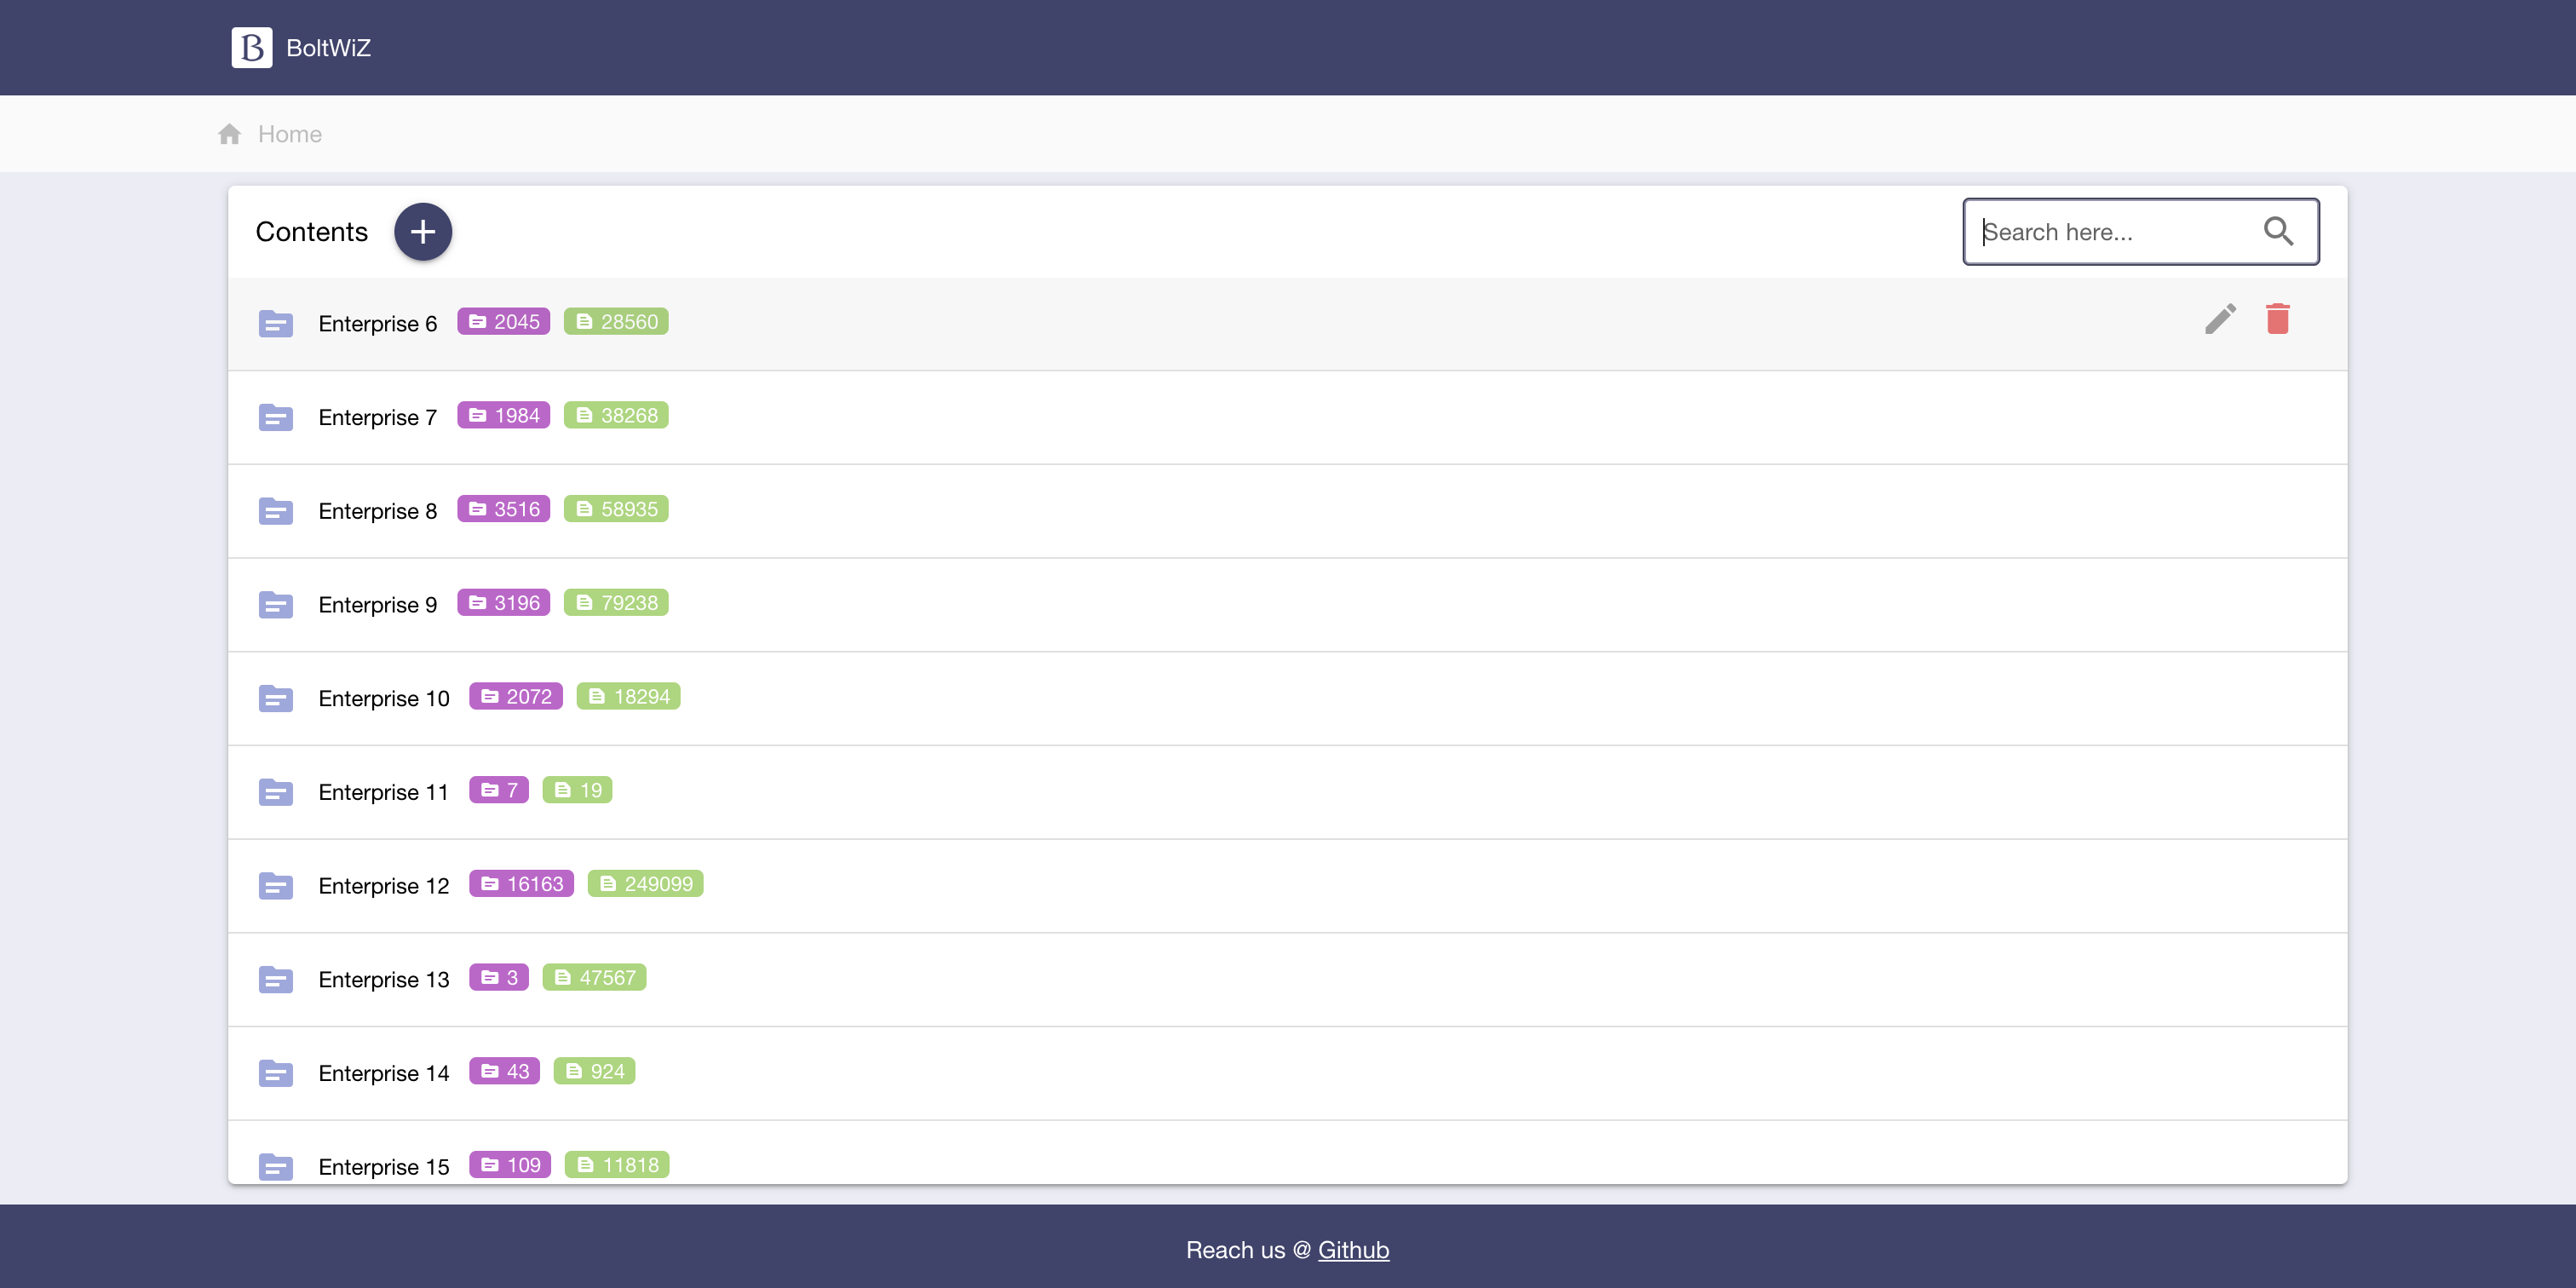 B BoltWiZ
Home
Contents + Search here...
Enterprise 6 2045 28560
Enterprise 7 1984 38268
Enterprise 8 3516 58935
Enterprise 9 3196 79238
Enterprise 10 2072 18294
Enterprise 11 7 19
Enterprise 12 16163 249099
Enterprise 13 3 47567
Enterprise 14 43 924
Enterprise 15 109 11818
Reach us @ Github